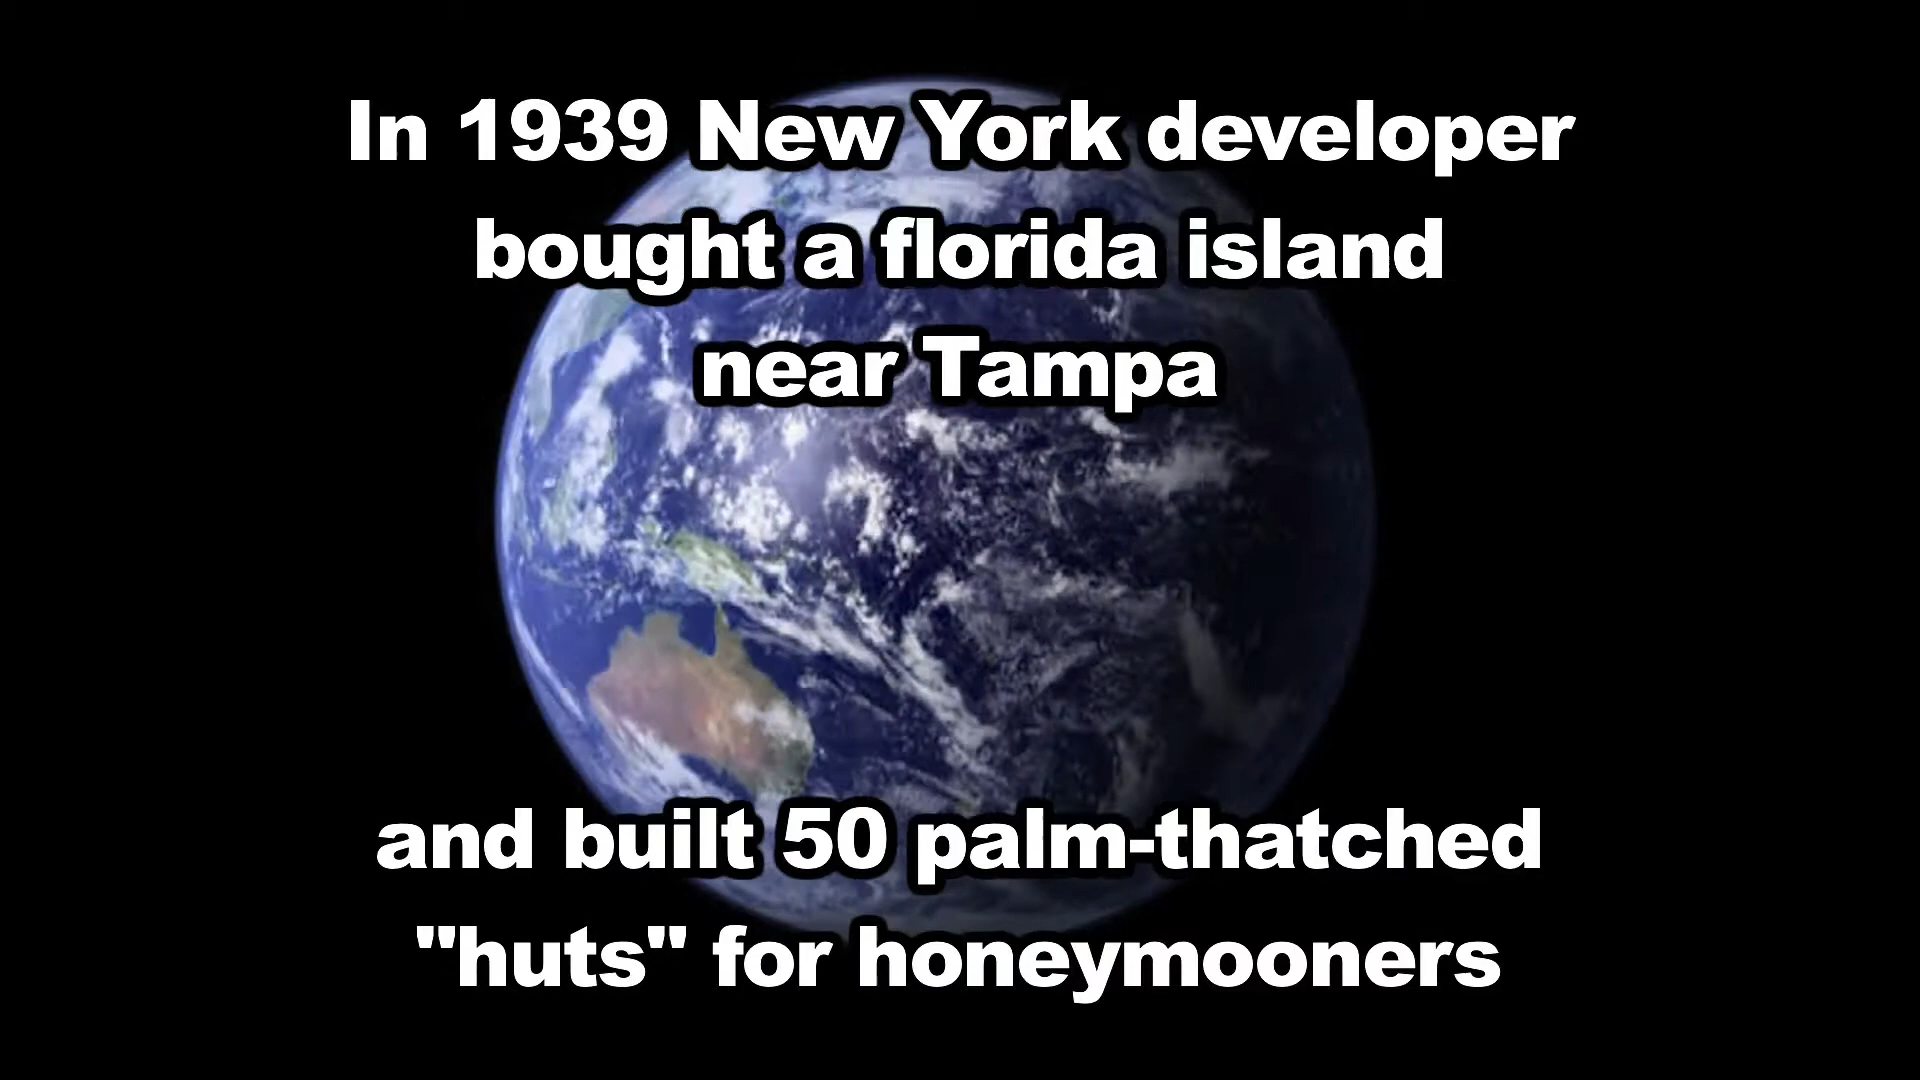 In 1939 New York developer
bought a florida island
near Tampa
and built 50 palm-thatched
"huts" for honeymooners